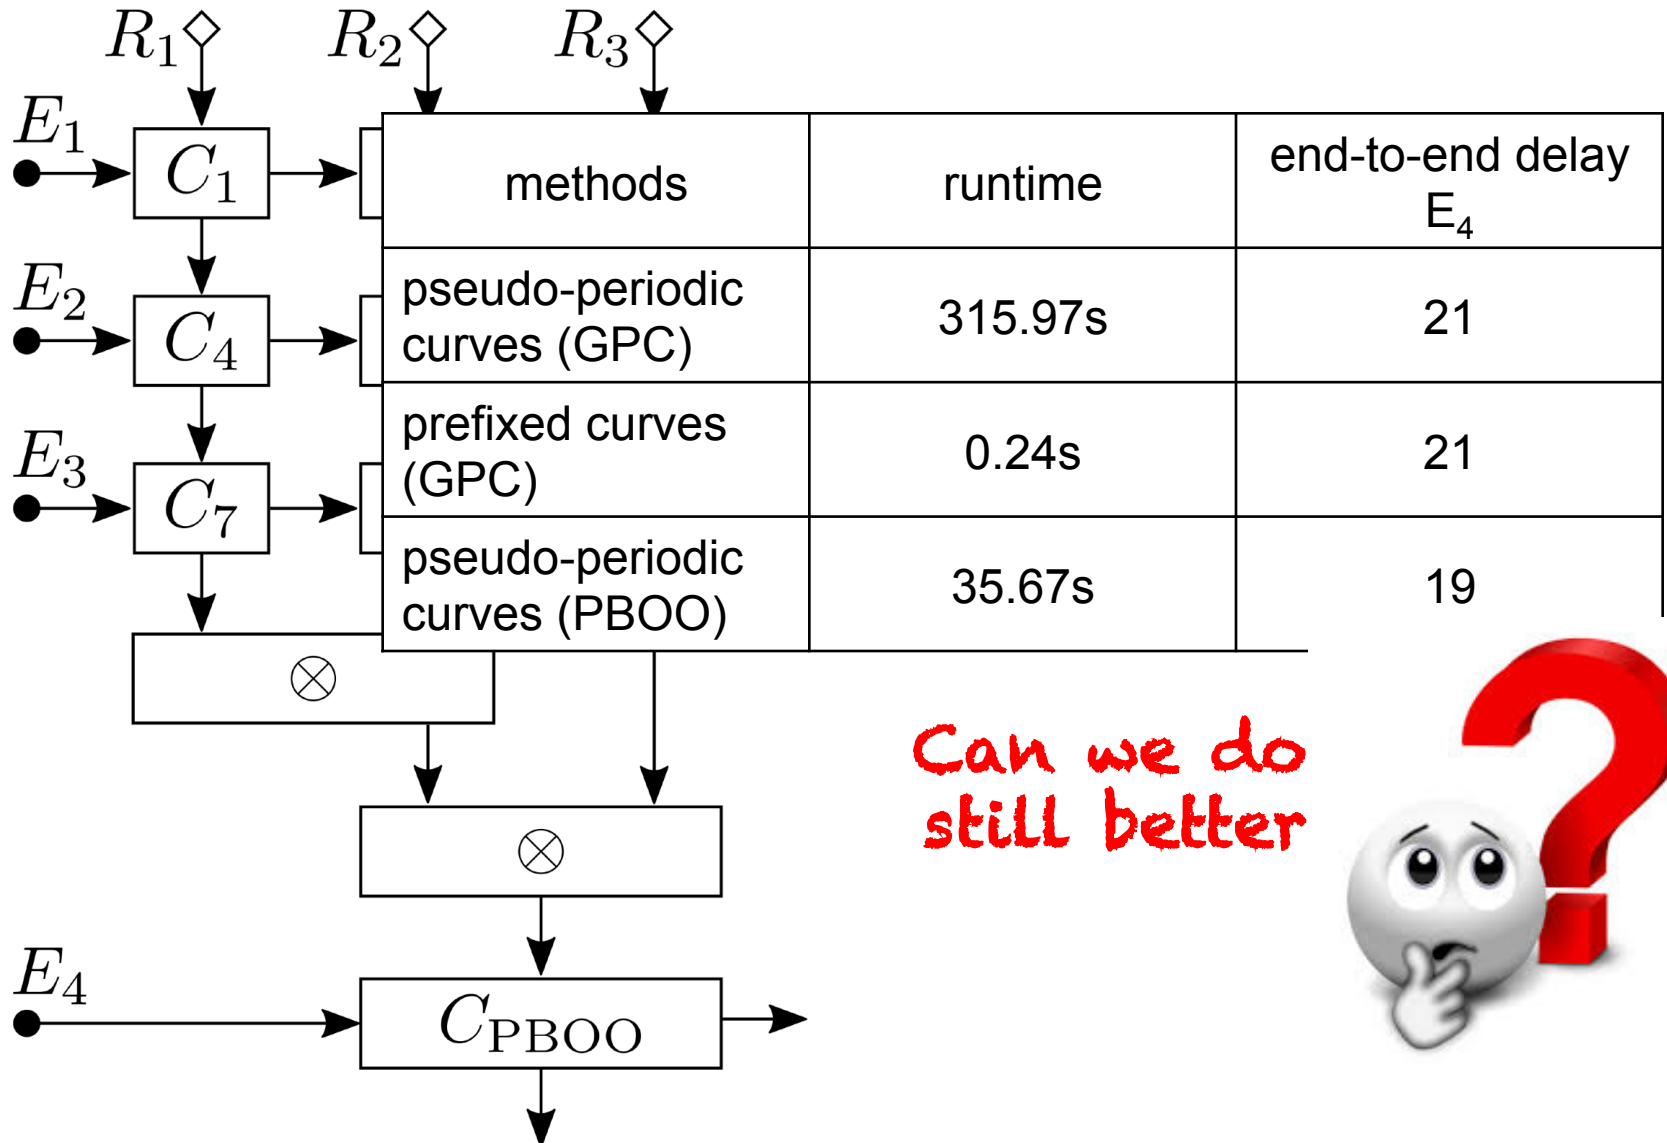 R₁ R₂ R₃
E₁
C₁
E₂
C₄
E₃
C₇
methods runtime end-to-end delay
E₄
pseudo-periodic
curves (GPC) 315.97s 21
prefixed curves
(GPC) 0.24s 21
pseudo-periodic
curves (PBOO) 35.67s 19
⊗
Can we do
still better
⊗
E₄
C_PBOO